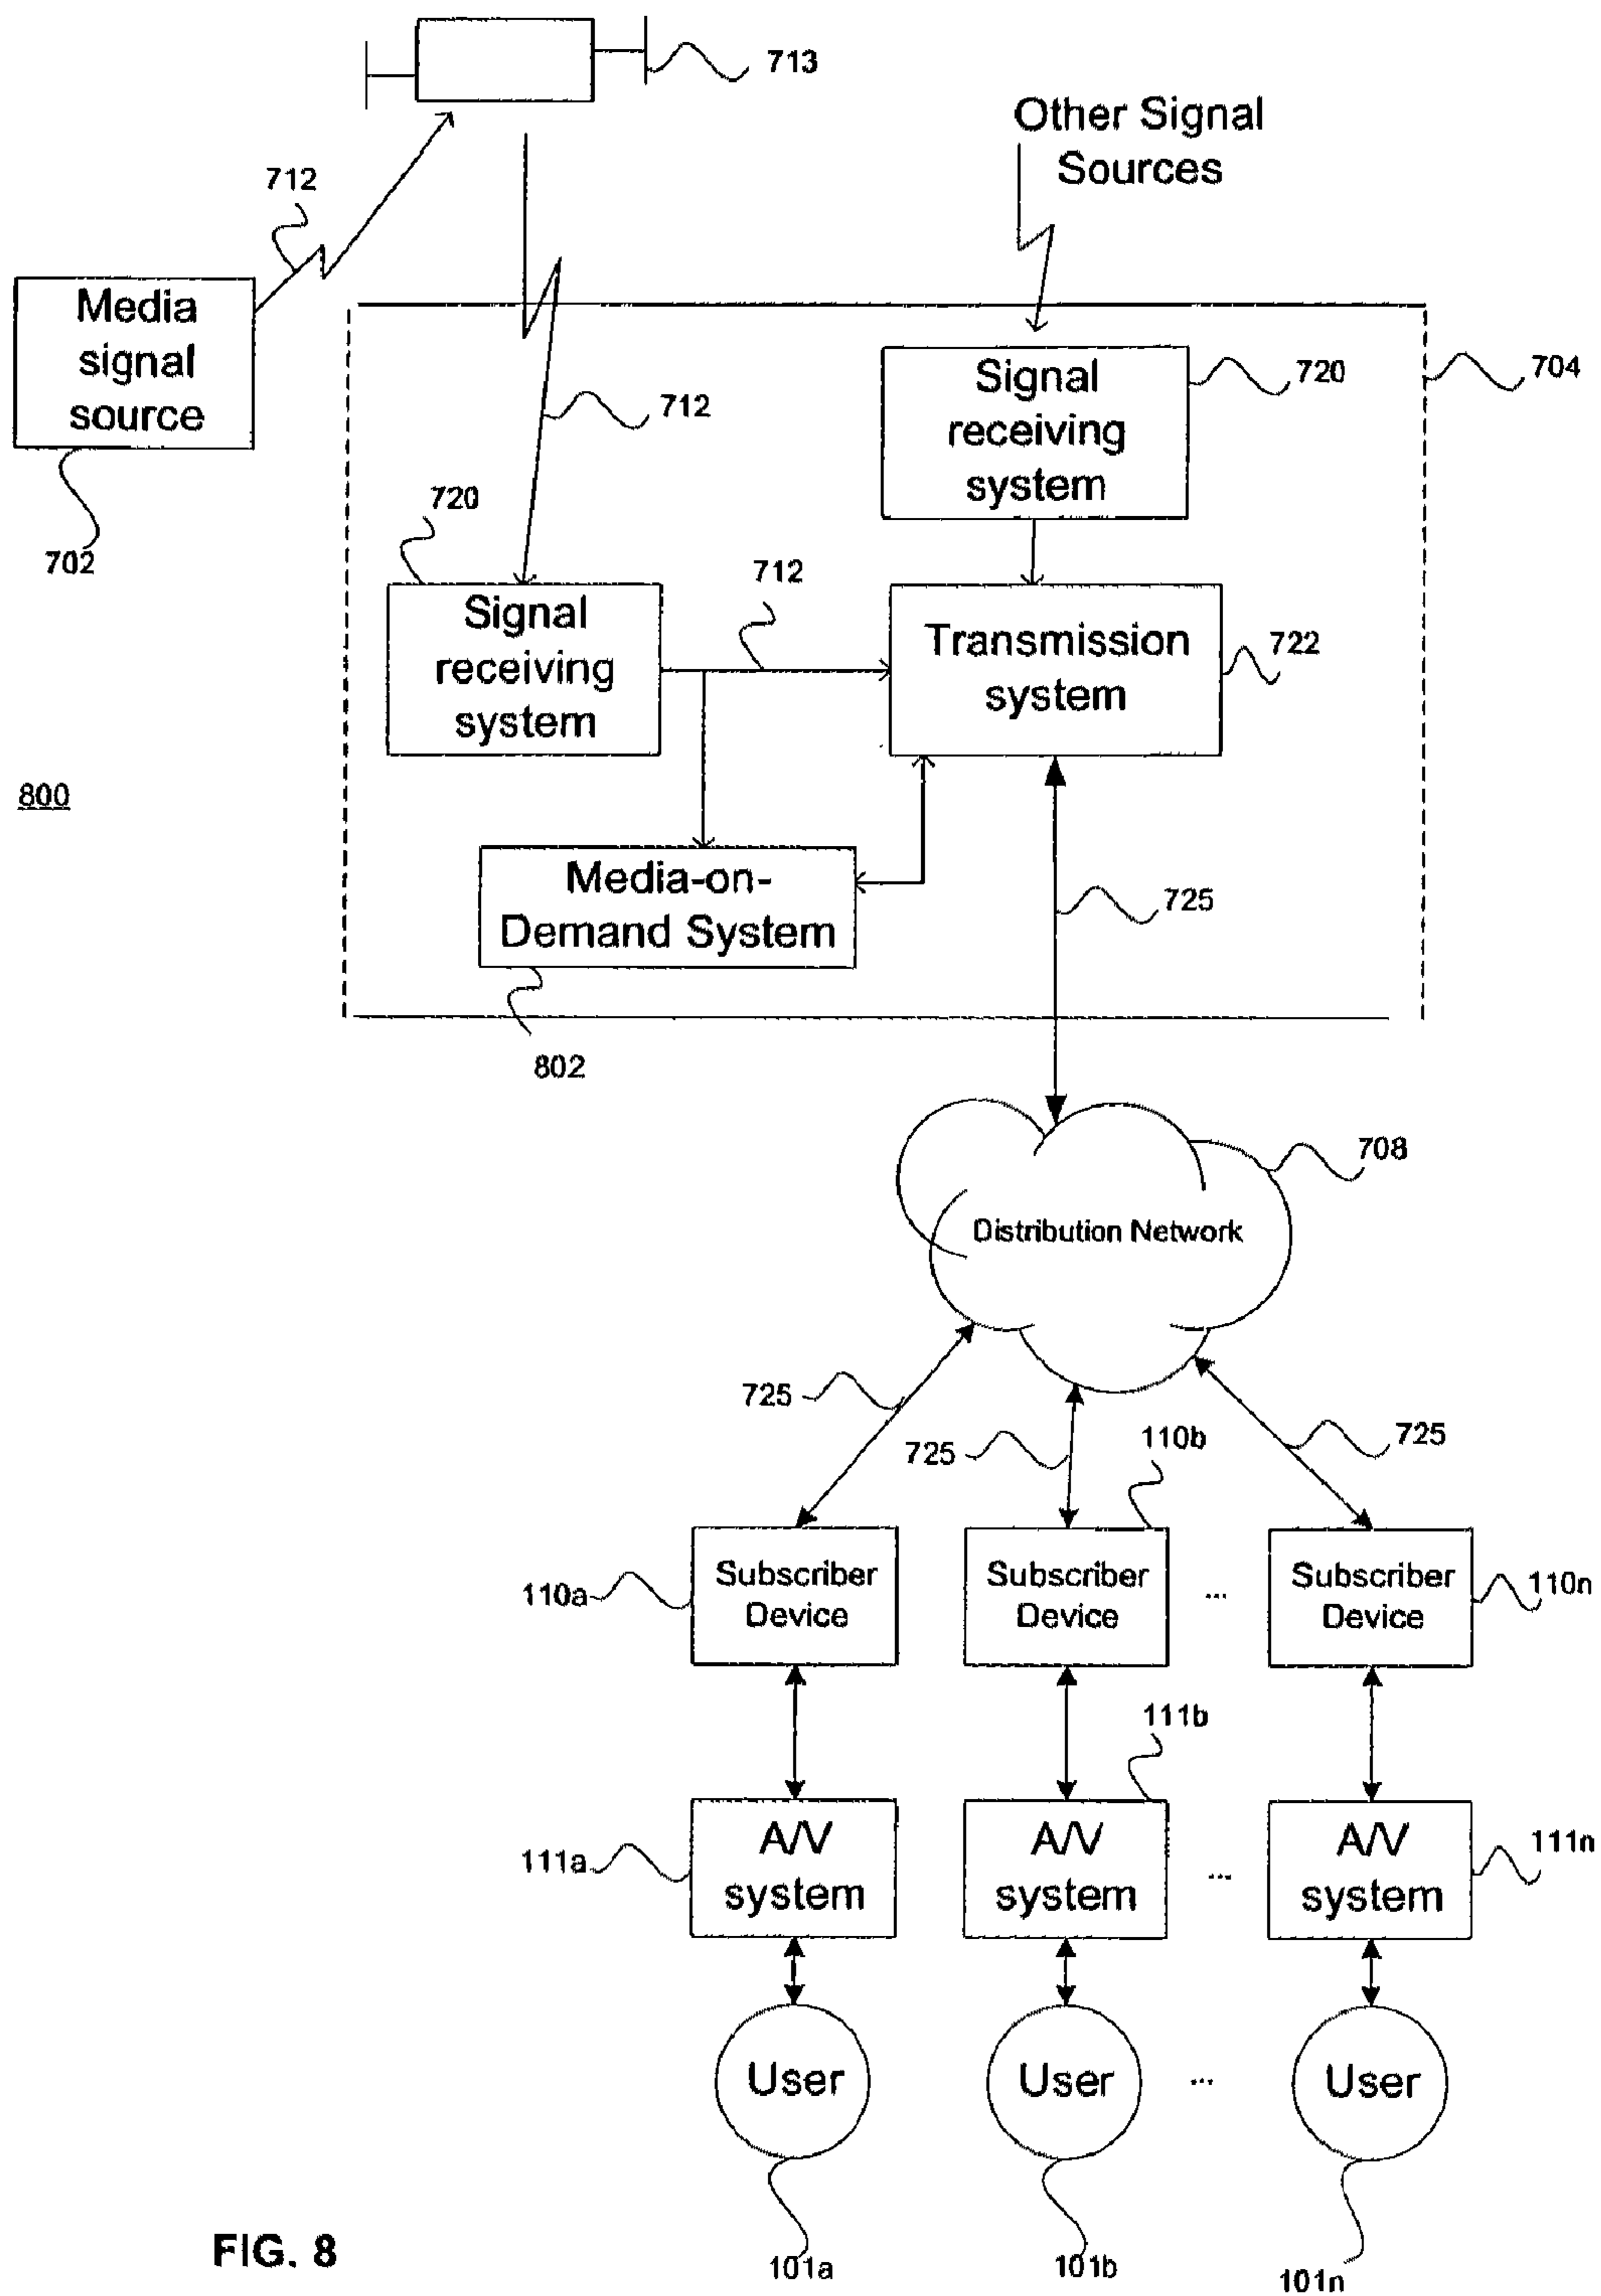 713
Other Signal
Sources
712
Media
signal
source
702
704
712
Signal
receiving
system
720
720
Signal
receiving
system
712
Transmission
system
722
800
Media-on-
Demand System
802
725
708
Distribution Network
725
725
110b
725
110a
Subscriber
Device
Subscriber
Device
...
Subscriber
Device
110n
111b
111a
A/V
system
A/V
system
...
A/V
system
111n
User
User
...
User
FIG. 8
101a
101b
101n